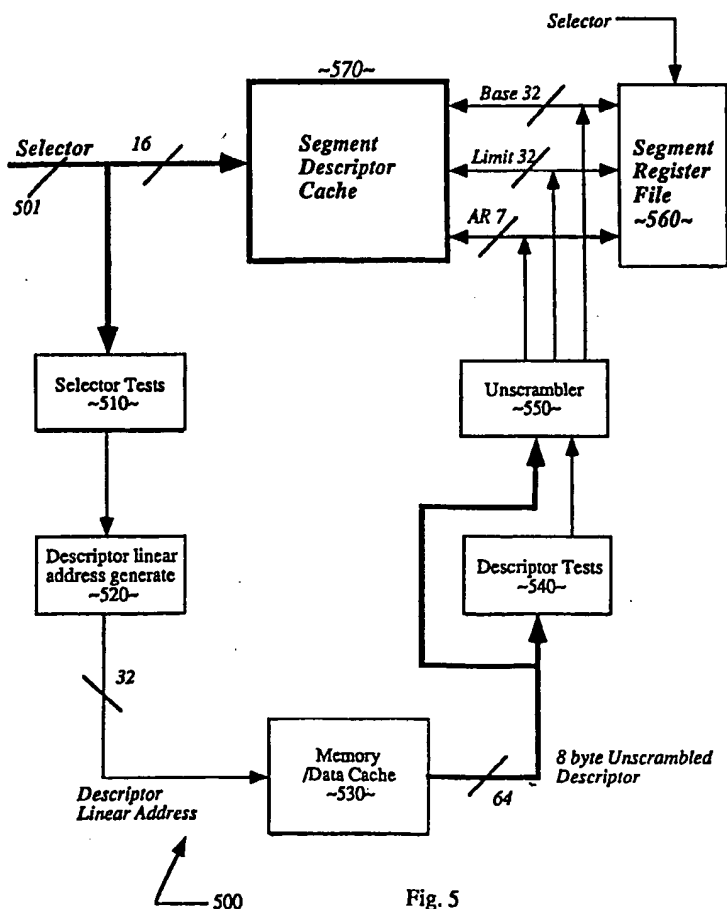 Selector
~570~
Segment
Descriptor
Cache
Base 32
Limit 32
AR 7
Segment
Register
File
~560~
Selector
16
501
Selector Tests
~510~
Unscrambler
~550~
Descriptor linear
address generate
~520~
Descriptor Tests
~540~
32
Memory
/Data Cache
~530~
64
8 byte Unscrambled
Descriptor
Descriptor
Linear Address
500
Fig. 5